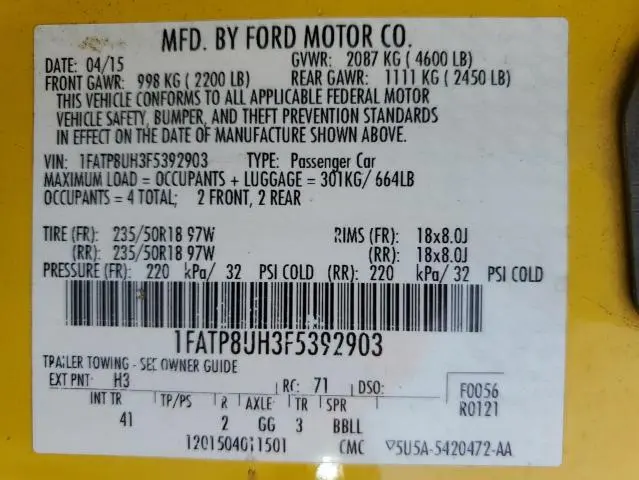 MFD. BY FORD MOTOR CO.
DATE: 04/15 GVWR: 2087 KG ( 4600 LB)
FRONT GAWR: 998 KG ( 2200 LB) REAR GAWR: 1111 KG ( 2450 LB)
THIS VEHICLE CONFORMS TO ALL APPLICABLE FEDERAL MOTOR
VEHICLE SAFETY, BUMPER, AND THEFT PREVENTION STANDARDS
IN EFFECT ON THE DATE OF MANUFACTURE SHOWN ABOVE.
VIN: 1FATP8UH3F5392903 TYPE: Passenger Car
MAXIMUM LOAD = OCCUPANTS + LUGGAGE = 301KG/ 664LB
OCCUPANTS = 4 TOTAL; 2 FRONT, 2 REAR
TIRE (FR): 235/50R18 97W RIMS (FR): 18x8.0J
(RR): 235/50R18 97W (RR): 18x8.0J
PRESSURE (FR): 220 kPa/ 32 PSI COLD (RR): 220 kPa/ 32 PSI COLD
1FATP8UH3F5392903
TRAILER TOWING - SEE OWNER GUIDE
EXT PNT: H3 RC: 71 DSO: F0056
INT TR TP/PS R AXLE TR SPR R0121
41 2 GG 3 BBLL
1201504011501 CMC ▽5U5A-5420472-AA